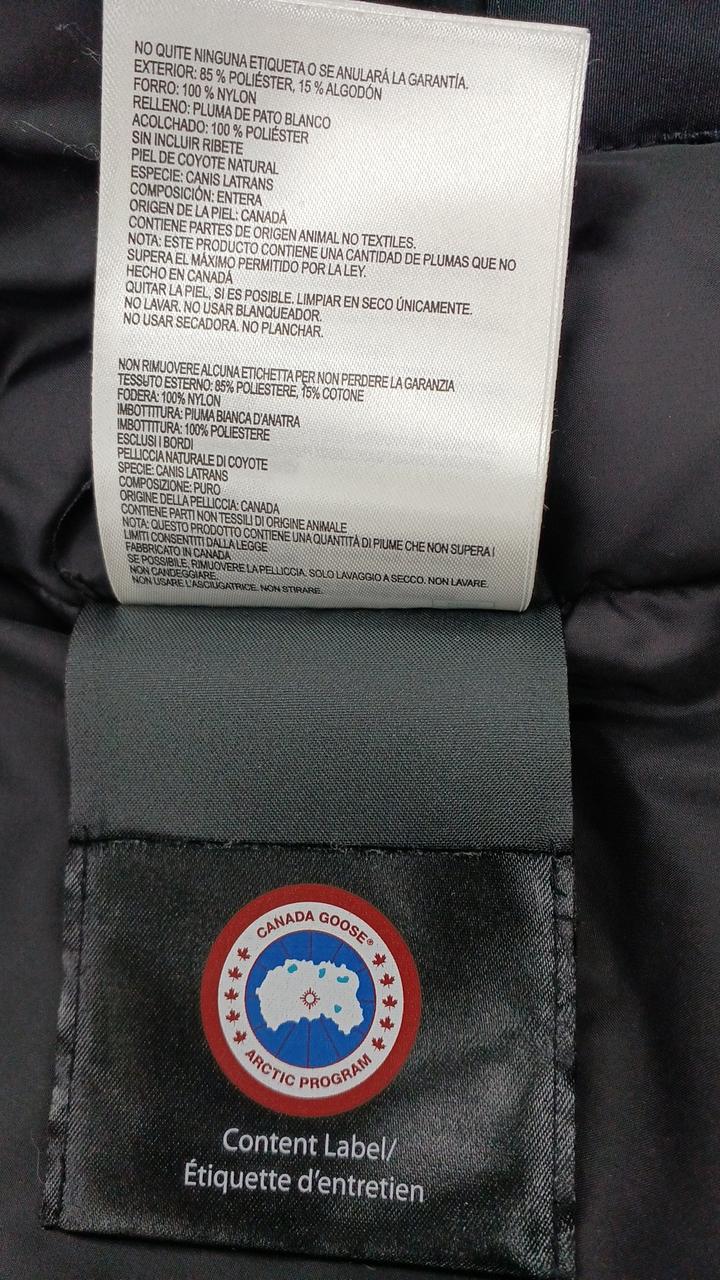 NO QUITE NINGUNA ETIQUETA O SE ANULARÁ LA GARANTÍA.
EXTERIOR: 85 % POLIÉSTER, 15 % ALGODÓN
FORRO: 100 % NYLON
RELLENO: PLUMA DE PATO BLANCO
ACOLCHADO: 100 % POLIÉSTER
SIN INCLUIR RIBETE
PIEL DE COYOTE NATURAL
ESPECIE: CANIS LATRANS
COMPOSICIÓN: ENTERA
ORIGEN DE LA PIEL: CANADÁ
CONTIENE PARTES DE ORIGEN ANIMAL NO TEXTILES.
NOTA: ESTE PRODUCTO CONTIENE UNA CANTIDAD DE PLUMAS QUE NO
SUPERA EL MÁXIMO PERMITIDO POR LA LEY.
HECHO EN CANADÁ
QUITAR LA PIEL, SI ES POSIBLE. LIMPIAR EN SECO ÚNICAMENTE.
NO LAVAR. NO USAR BLANQUEADOR.
NO USAR SECADORA. NO PLANCHAR.
NON RIMUOVERE ALCUNA ETICHETTA PER NON PERDERE LA GARANZIA
TESSUTO ESTERNO: 85% POLIESTERE, 15% COTONE
FODERA: 100% NYLON
IMBOTTITURA: PIUMA BIANCA D'ANATRA
IMBOTTITURA: 100% POLIESTERE
ESCLUSI I BORDI
PELLICCIA NATURALE DI COYOTE
SPECIE: CANIS LATRANS
COMPOSIZIONE: PURO
ORIGINE DELLA PELLICCIA: CANADA
CONTIENE PARTI NON TESSILI DI ORIGINE ANIMALE
NOTA: QUESTO PRODOTTO CONTIENE UNA QUANTITÀ DI PIUME CHE NON SUPERA I
LIMITI CONSENTITI DALLA LEGGE
FABBRICATO IN CANADA
SE POSSIBILE, RIMUOVERE LA PELLICCIA. SOLO LAVAGGIO A SECCO. NON LAVARE.
NON CANDEGGIARE.
NON USARE L'ASCIUGATRICE. NON STIRARE.
CANADA GOOSE®
ARCTIC PROGRAM
Content Label/
Étiquette d'entretien